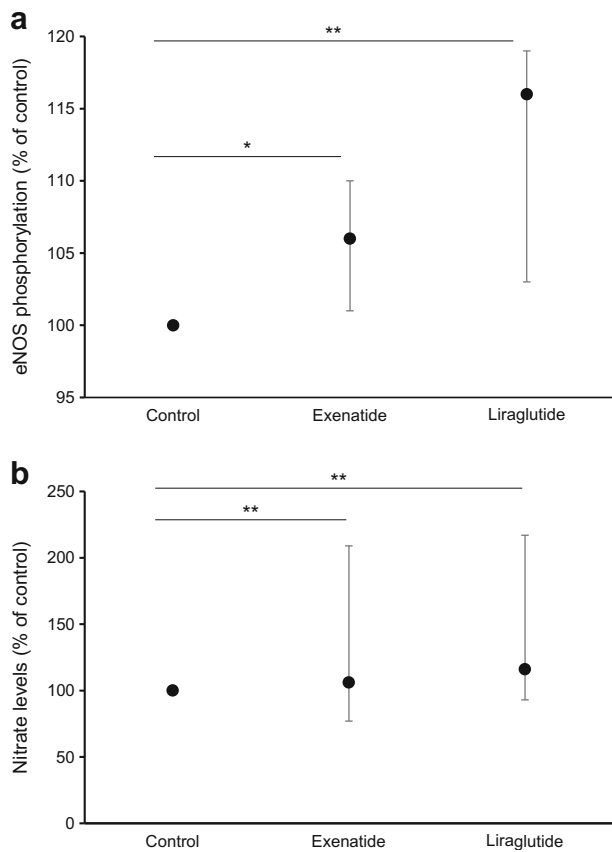 a
eNOS phosphorylation (% of control)
120
115
110
105
100
95
**
*
Control Exenatide Liraglutide
b
Nitrate levels (% of control)
250
200
150
100
50
0
**
**
Control Exenatide Liraglutide